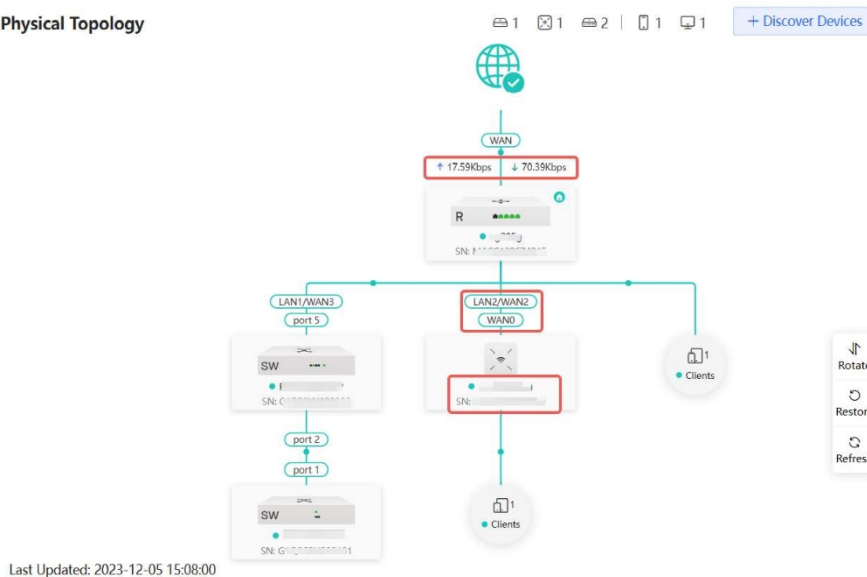 Physical Topology
1 1 2 1 1
+ Discover Devices
WAN
↑ 17.59Kbps ↓ 70.39Kbps
R
SN:
LAN1/WAN3
LAN2/WAN2
port 5
WAN0
1
Clients
SW
SN:
SN:
Rotate
port 2
port 1
1
Clients
SW
SN:
Last Updated: 2023-12-05 15:08:00